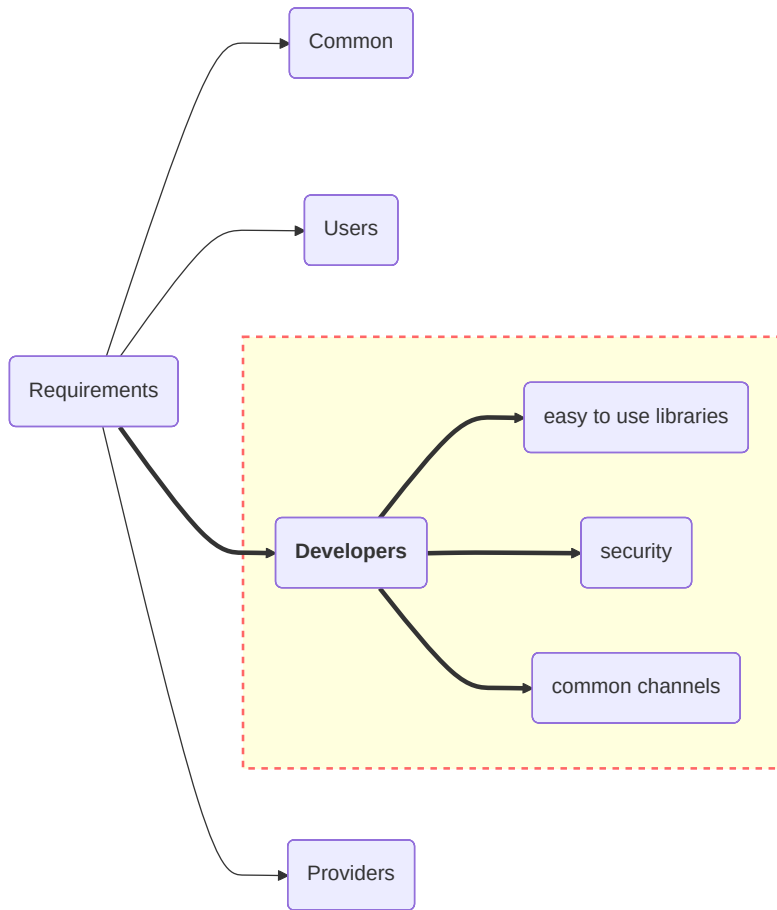 Common
Users
Requirements
easy to use libraries
Developers
security
common channels
Providers